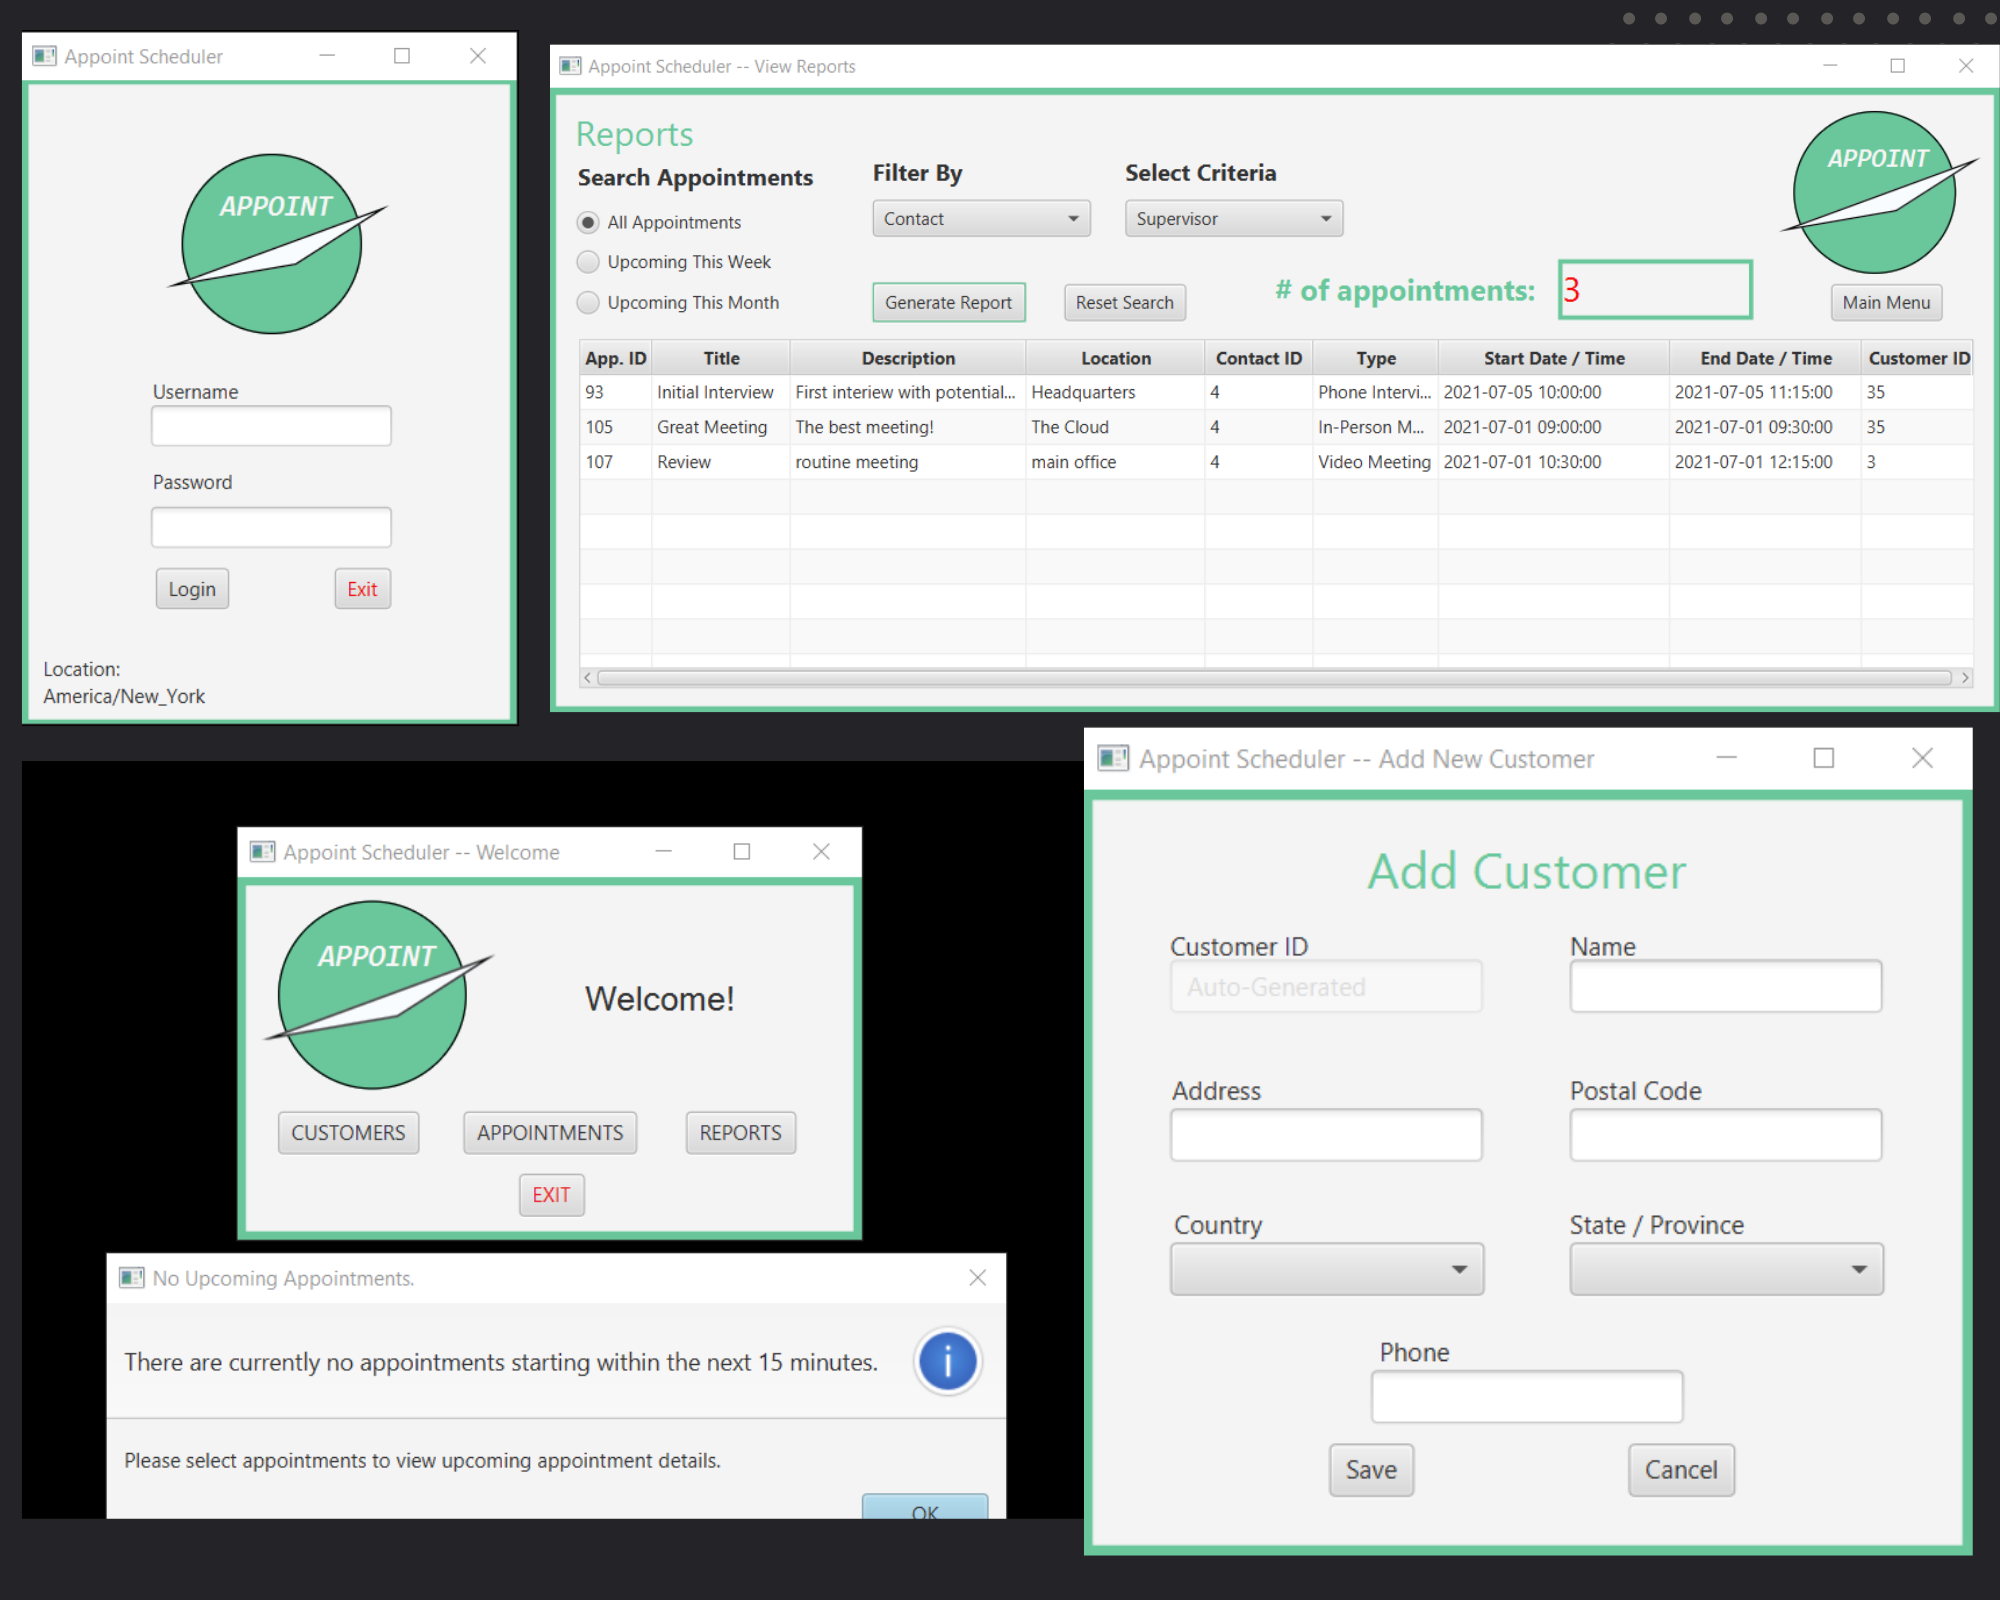 Appoint Scheduler
APPOINT
Username
Password
Login Exit
Location:
America/New_York
Appoint Scheduler -- View Reports
Reports
Search Appointments Filter By Select Criteria
APPOINT
All Appointments Contact Supervisor
Upcoming This Week
Upcoming This Month Generate Report Reset Search # of appointments: 3 Main Menu
App. ID Title Description Location Contact ID Type Start Date / Time End Date / Time Customer ID
93 Initial Interview First interiew with potential... Headquarters 4 Phone Intervi... 2021-07-05 10:00:00 2021-07-05 11:15:00 35
105 Great Meeting The best meeting! The Cloud 4 In-Person M... 2021-07-01 09:00:00 2021-07-01 09:30:00 35
107 Review routine meeting main office 4 Video Meeting 2021-07-01 10:30:00 2021-07-01 12:15:00 3
Appoint Scheduler -- Welcome
APPOINT
Welcome!
CUSTOMERS APPOINTMENTS REPORTS
EXIT
No Upcoming Appointments.
There are currently no appointments starting within the next 15 minutes.
Please select appointments to view upcoming appointment details.
OK
Appoint Scheduler -- Add New Customer
Add Customer
Customer ID Name
Auto-Generated
Address Postal Code
Country State / Province
Phone
Save Cancel